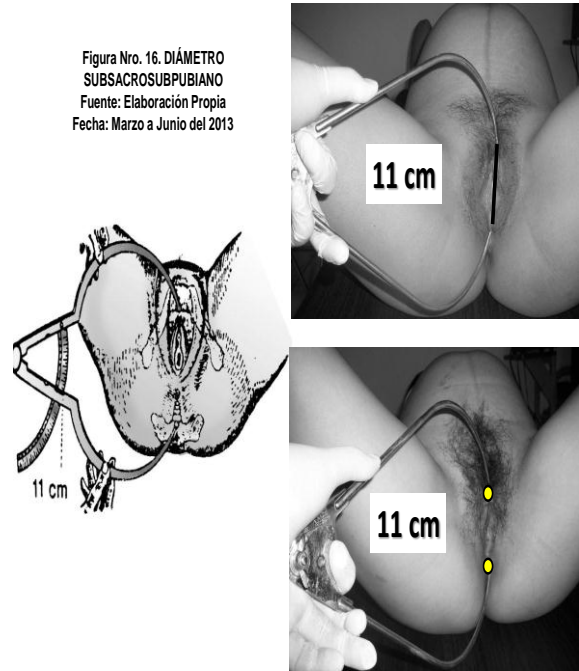 Figura Nro. 16. DIÁMETRO
SUBSACROSUBPUBIANO
Fuente: Elaboración Propia
Fecha: Marzo a Junio del 2013
11 cm
11 cm
11 cm